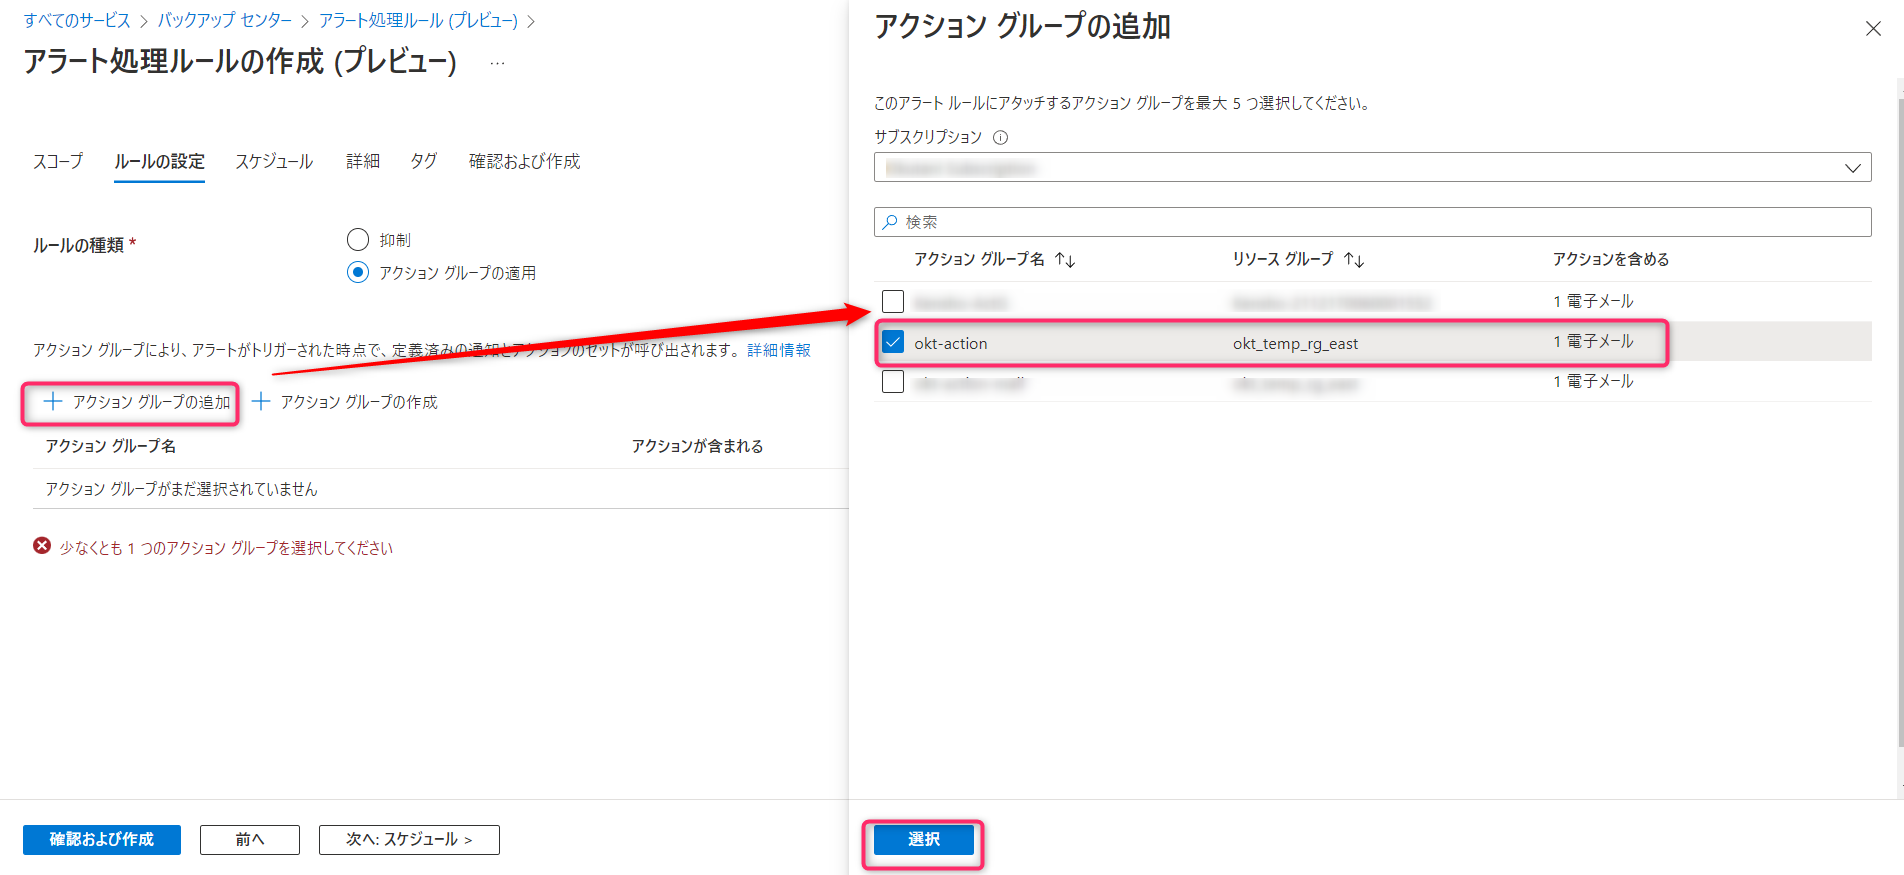 すべてのサービス > バックアップ センター > アラート処理ルール (プレビュー) >
アラート処理ルールの作成 (プレビュー) ...
スコープ ルールの設定 スケジュール 詳細 タグ 確認および作成
ルールの種類 *
抑制
アクション グループの適用
アクション グループにより、アラートがトリガーされた時点で、定義済みの通知とアクションのセットが呼び出されます。 詳細情報
+ アクション グループの追加 + アクション グループの作成
アクション グループ名 アクションが含まれる
アクション グループがまだ選択されていません
少なくとも 1 つのアクション グループを選択してください
確認および作成 前へ 次へ: スケジュール >
アクション グループの追加
このアラート ルールにアタッチするアクション グループを最大 5 つ選択してください。
サブスクリプション
検索
アクション グループ名 ↑↓ リソース グループ ↑↓ アクションを含める
1 電子メール
okt-action okt_temp_rg_east 1 電子メール
1 電子メール
選択